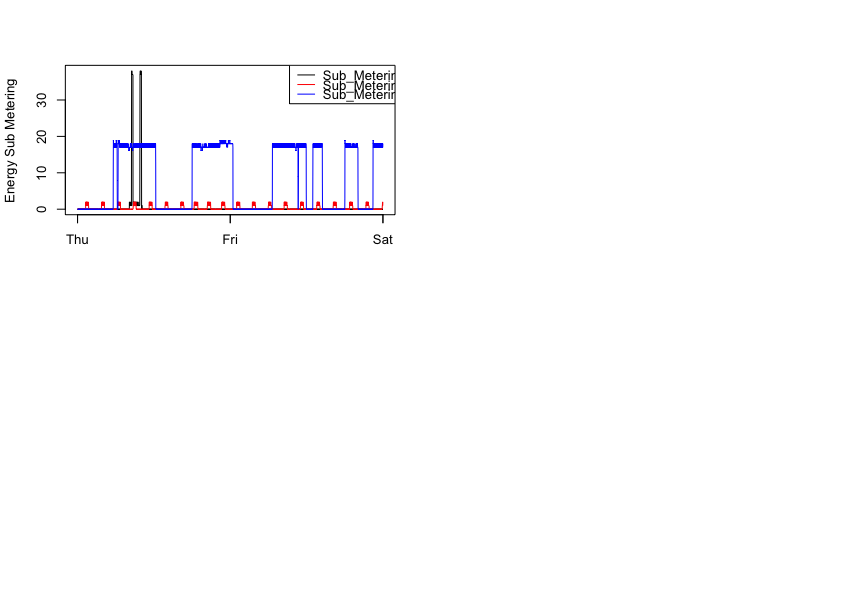 Energy Sub Metering
30
20
10
0
Sub_Meterin
Sub_Meterin
Sub_Meterin
Thu Fri Sat